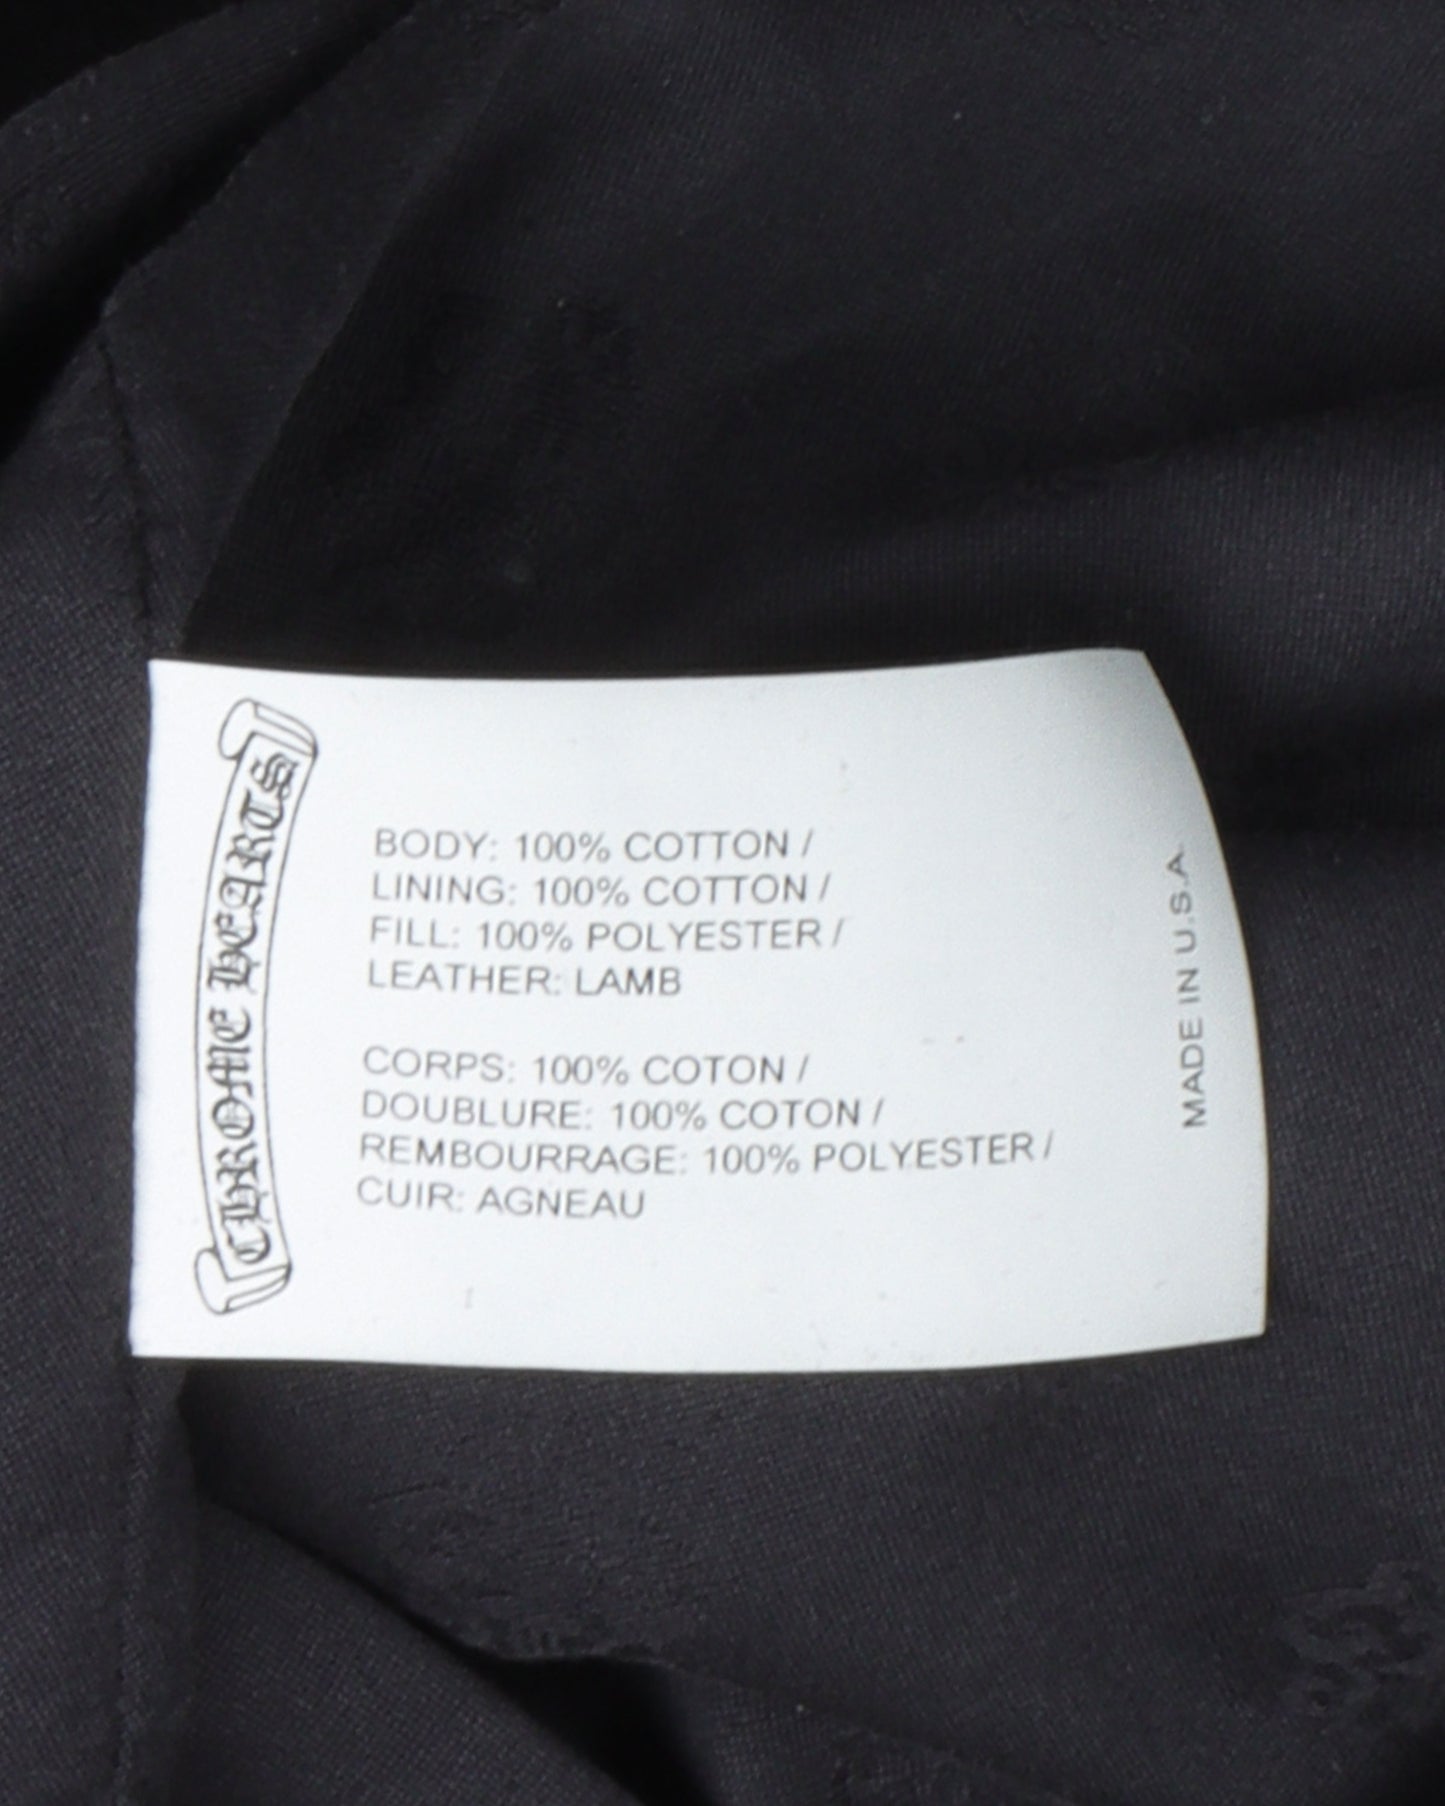 CHROME HEARTS
BODY: 100% COTTON /
LINING: 100% COTTON /
FILL: 100% POLYESTER /
LEATHER: LAMB
CORPS: 100% COTON /
DOUBLURE: 100% COTON /
REMBOURRAGE: 100% POLYESTER /
CUIR: AGNEAU
MADE IN U.S.A.